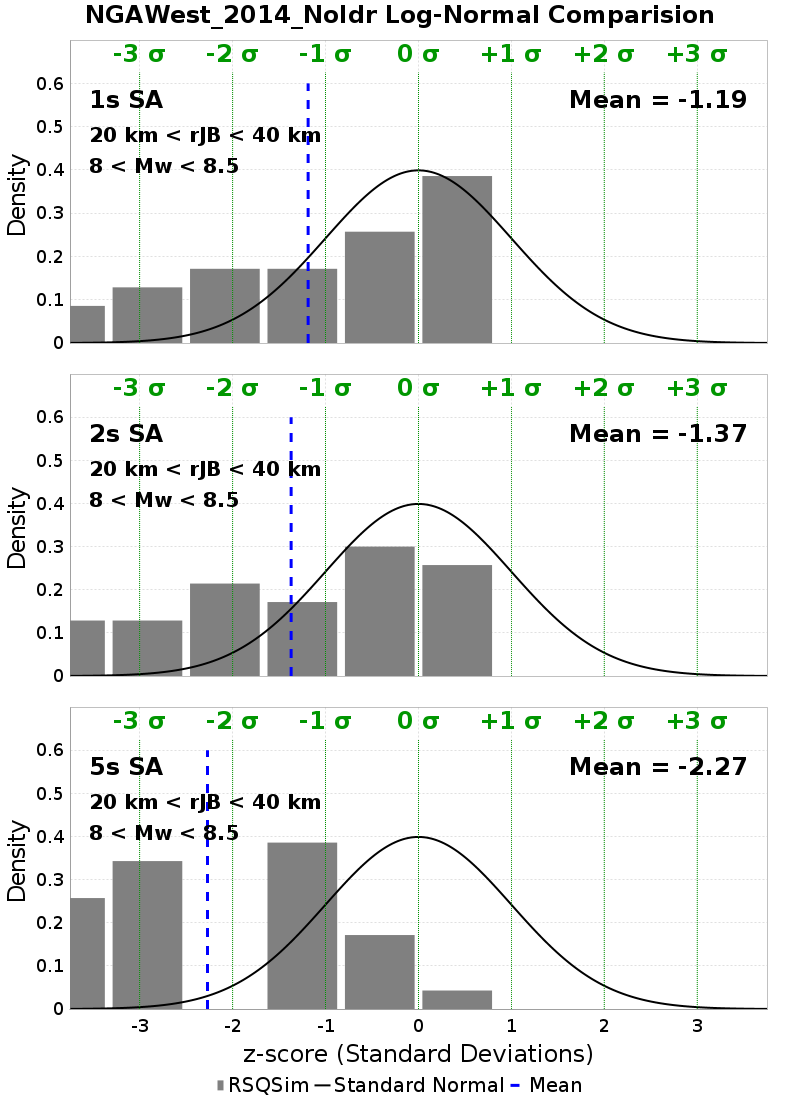 NGAWest_2014_NoIdr Log-Normal Comparision
-3 σ -2 σ -1 σ 0 σ +1 σ +2 σ +3 σ
1s SA
Mean = -1.19
20 km < rJB < 40 km
8 < Mw < 8.5
0.6
0.5
0.4
0.3
0.2
0.1
0
Density
-3 σ -2 σ -1 σ 0 σ +1 σ +2 σ +3 σ
2s SA
Mean = -1.37
20 km < rJB < 40 km
8 < Mw < 8.5
0.6
0.5
0.4
0.3
0.2
0.1
0
Density
-3 σ -2 σ -1 σ 0 σ +1 σ +2 σ +3 σ
5s SA
Mean = -2.27
20 km < rJB < 40 km
8 < Mw < 8.5
0.6
0.5
0.4
0.3
0.2
0.1
0
Density
-3 -2 -1 0 1 2 3
z-score (Standard Deviations)
RSQSim Standard Normal Mean